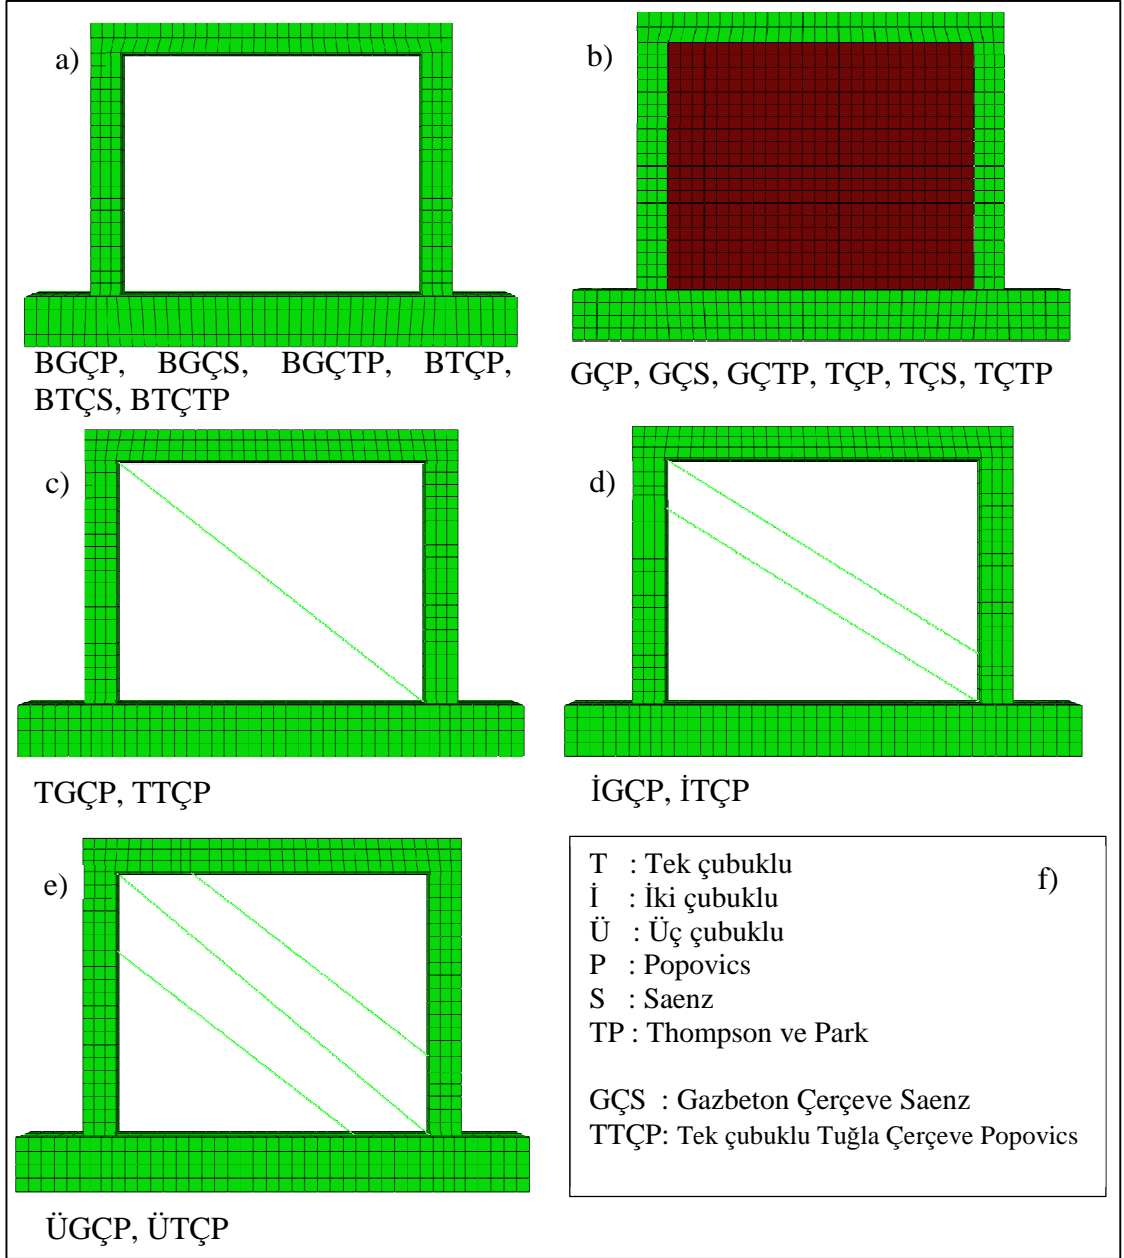 a)
BGÇP, BGÇS, BGÇTP, BTÇP,
BTÇS, BTÇTP
b)
GÇP, GÇS, GÇTP, TÇP, TÇS, TÇTP
c)
TGÇP, TTÇP
d)
İGÇP, İTÇP
e)
ÜGÇP, ÜTÇP
f)
T : Tek çubuklu
İ : İki çubuklu
Ü : Üç çubuklu
P : Popovics
S : Saenz
TP : Thompson ve Park
GÇS : Gazbeton Çerçeve Saenz
TTÇP: Tek çubuklu Tuğla Çerçeve Popovics